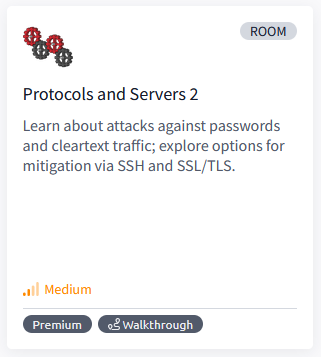 ROOM
Protocols and Servers 2
Learn about attacks against passwords
and cleartext traffic; explore options for
mitigation via SSH and SSL/TLS.
Medium
Premium
Walkthrough